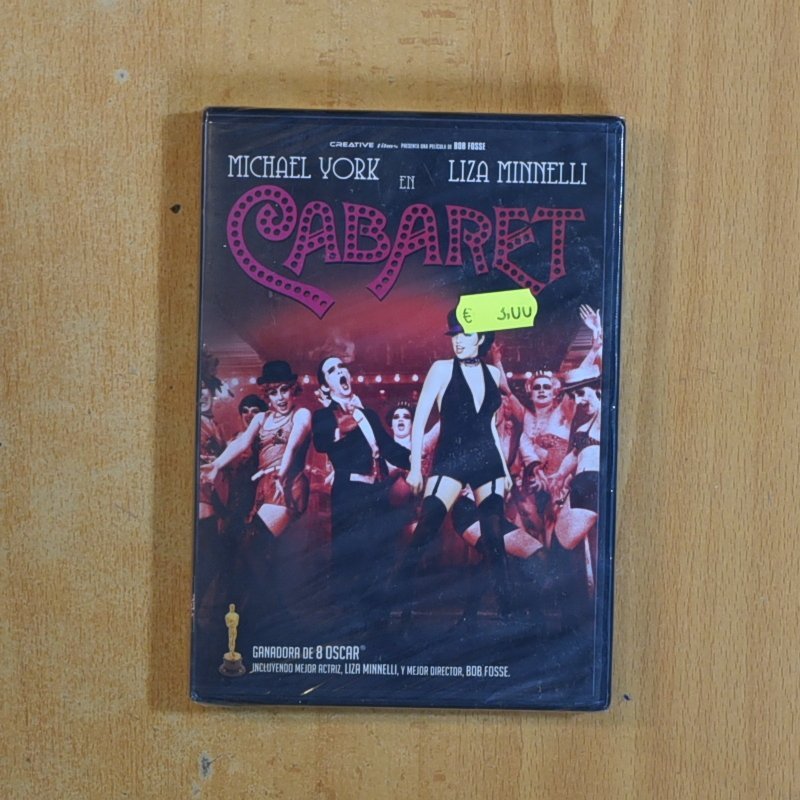 CREATIVE films PRESENTA UNA PELÍCULA DE BOB FOSSE
MICHAEL YORK EN LIZA MINNELLI
CABARET
€ 3,00
GANADORA DE 8 OSCAR®
INCLUYENDO MEJOR ACTRIZ, LIZA MINNELLI, Y MEJOR DIRECTOR, BOB FOSSE.